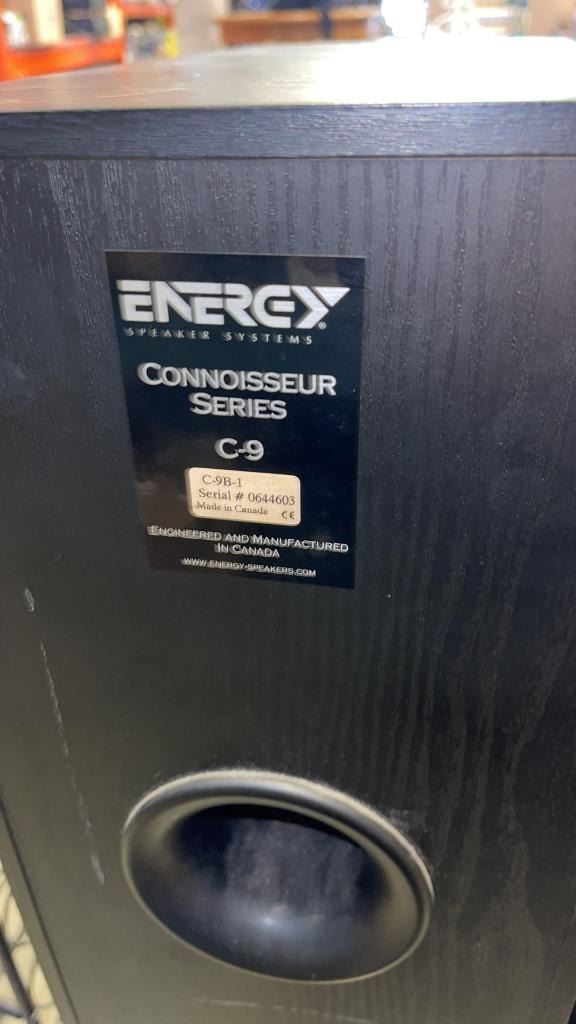 ENERGY®
SPEAKER SYSTEMS
CONNOISSEUR
SERIES
C-9
C-9B-1
Serial # 0644603
Made in Canada CE
ENGINEERED AND MANUFACTURED
IN CANADA
WWW.ENERGY-SPEAKERS.COM